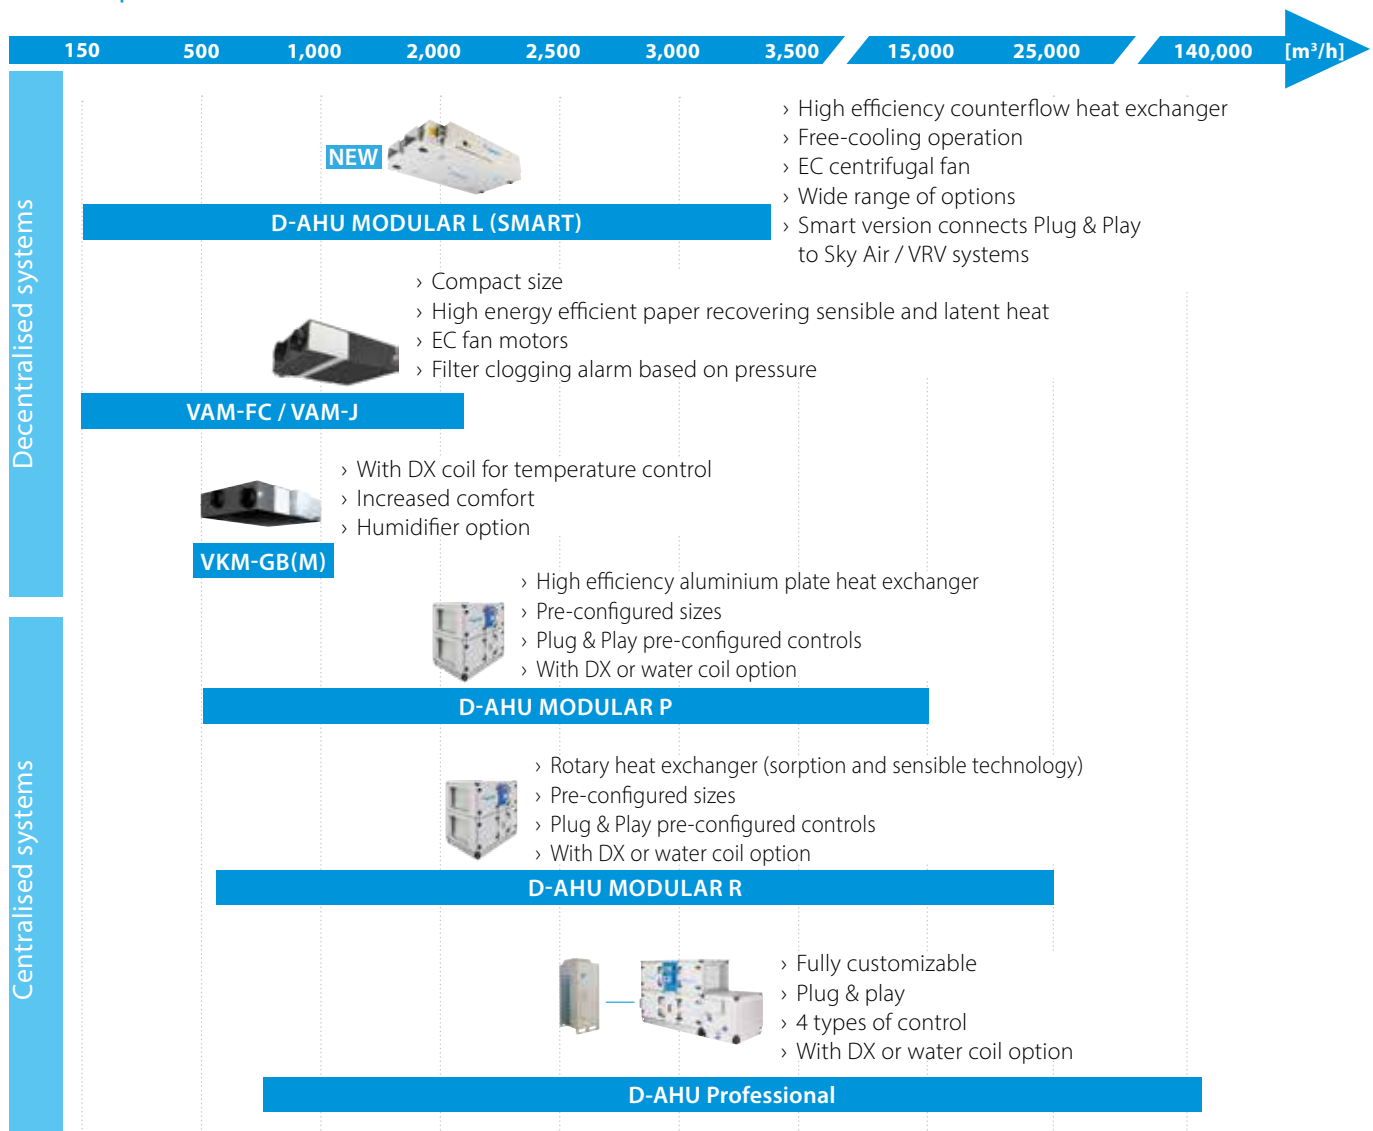 150 500 1,000 2,000 2,500 3,000 3,500 15,000 25,000 140,000 [m³/h]
Decentralised systems
› High efficiency counterflow heat exchanger
› Free-cooling operation
› EC centrifugal fan
› Wide range of options
› Smart version connects Plug & Play
to Sky Air / VRV systems
NEW
D-AHU MODULAR L (SMART)
› Compact size
› High energy efficient paper recovering sensible and latent heat
› EC fan motors
› Filter clogging alarm based on pressure
VAM-FC / VAM-J
› With DX coil for temperature control
› Increased comfort
› Humidifier option
VKM-GB(M)
Centralised systems
› High efficiency aluminium plate heat exchanger
› Pre-configured sizes
› Plug & Play pre-configured controls
› With DX or water coil option
D-AHU MODULAR P
› Rotary heat exchanger (sorption and sensible technology)
› Pre-configured sizes
› Plug & Play pre-configured controls
› With DX or water coil option
D-AHU MODULAR R
› Fully customizable
› Plug & play
› 4 types of control
› With DX or water coil option
D-AHU Professional